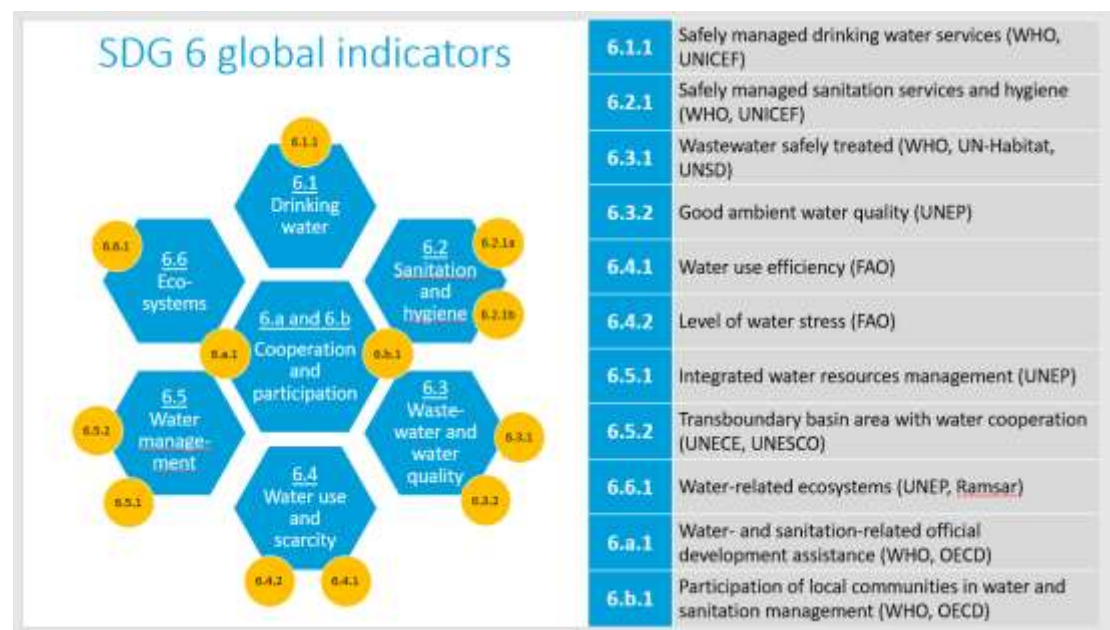 SDG 6 global indicators
6.1.1
6.1
Drinking
water
6.6.1
6.6
Eco-
systems
6.2
Sanitation
and
hygiene
6.2.1a
6.2.1b
6.a and 6.b
Cooperation
and
participation
6.a.1
6.b.1
6.5
Water
manage-
ment
6.5.2
6.5.1
6.3
Waste-
water and
water
quality
6.3.1
6.3.2
6.4
Water use
and
scarcity
6.4.2
6.4.1
6.1.1
Safely managed drinking water services (WHO,
UNICEF)
6.2.1
Safely managed sanitation services and hygiene
(WHO, UNICEF)
6.3.1
Wastewater safely treated (WHO, UN-Habitat,
UNSD)
6.3.2
Good ambient water quality (UNEP)
6.4.1
Water use efficiency (FAO)
6.4.2
Level of water stress (FAO)
6.5.1
Integrated water resources management (UNEP)
6.5.2
Transboundary basin area with water cooperation
(UNECE, UNESCO)
6.6.1
Water-related ecosystems (UNEP, Ramsar)
6.a.1
Water- and sanitation-related official
development assistance (WHO, OECD)
6.b.1
Participation of local communities in water and
sanitation management (WHO, OECD)